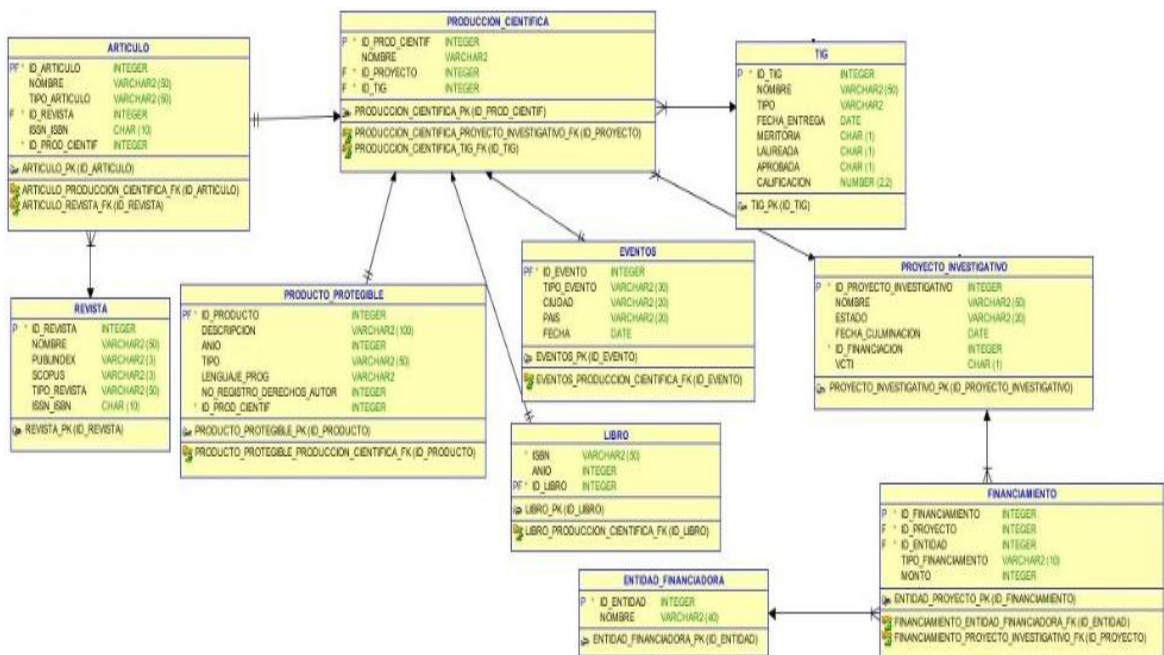 PRODUCCION_CIENTIFICA
P * ID_PROD_CIENTIF INTEGER
NOMBRE VARCHAR2
F * ID_PROYECTO INTEGER
F * ID_TIG INTEGER
PRODUCCION_CIENTIFICA_PK (ID_PROD_CIENTIF)
PRODUCCION_CIENTIFICA_PROYECTO_INVESTIGATIVO_FK (ID_PROYECTO)
PRODUCCION_CIENTIFICA_TIG_FK (ID_TIG)
ARTICULO
PF * ID_ARTICULO INTEGER
NOMBRE VARCHAR2 (50)
TIPO_ARTICULO VARCHAR2 (50)
F * ID_REVISTA INTEGER
ISSN_ISBN CHAR (10)
* ID_PROD_CIENTIF INTEGER
ARTICULO_PK (ID_ARTICULO)
ARTICULO_PRODUCCION_CIENTIFICA_FK (ID_ARTICULO)
ARTICULO_REVISTA_FK (ID_REVISTA)
TIG
P * ID_TIG INTEGER
NOMBRE VARCHAR2 (50)
TIPO VARCHAR2
FECHA_ENTREGA DATE
MERITORIA CHAR (1)
LAUREADA CHAR (1)
APROBADA CHAR (1)
CALIFICACION NUMBER (2,2)
TIG_PK (ID_TIG)
REVISTA
P * ID_REVISTA INTEGER
NOMBRE VARCHAR2 (50)
PUBLINDEX VARCHAR2 (3)
SCOPUS VARCHAR2 (3)
TIPO_REVISTA VARCHAR2 (50)
ISSN_ISBN CHAR (10)
REVISTA_PK (ID_REVISTA)
PRODUCTO_PROTEGIBLE
PF * ID_PRODUCTO INTEGER
DESCRIPCION VARCHAR2 (100)
ANIO INTEGER
TIPO VARCHAR2 (50)
LENGUAJE_PROG VARCHAR2
NO_REGISTRO_DERECHOS_AUTOR INTEGER
* ID_PROD_CIENTIF INTEGER
PRODUCTO_PROTEGIBLE_PK (ID_PRODUCTO)
PRODUCTO_PROTEGIBLE_PRODUCCION_CIENTIFICA_FK (ID_PRODUCTO)
EVENTOS
PF * ID_EVENTO INTEGER
TIPO_EVENTO VARCHAR2 (30)
CIUDAD VARCHAR2 (20)
PAIS VARCHAR2 (20)
FECHA DATE
EVENTOS_PK (ID_EVENTO)
EVENTOS_PRODUCCION_CIENTIFICA_FK (ID_EVENTO)
PROYECTO_INVESTIGATIVO
P * ID_PROYECTO_INVESTIGATIVO INTEGER
NOMBRE VARCHAR2 (50)
ESTADO VARCHAR2 (20)
FECHA_CULMINACION DATE
* ID_FINANCIACION INTEGER
VCTI CHAR (1)
PROYECTO_INVESTIGATIVO_PK (ID_PROYECTO_INVESTIGATIVO)
LIBRO
* ISBN VARCHAR2 (50)
ANIO INTEGER
PF * ID_LIBRO INTEGER
LIBRO_PK (ID_LIBRO)
LIBRO_PRODUCCION_CIENTIFICA_FK (ID_LIBRO)
FINANCIAMIENTO
P * ID_FINANCIAMIENTO INTEGER
F * ID_PROYECTO INTEGER
F * ID_ENTIDAD INTEGER
TIPO_FINANCIAMIENTO VARCHAR2 (10)
MONTO INTEGER
ENTIDAD_PROYECTO_PK (ID_FINANCIAMIENTO)
FINANCIAMIENTO_ENTIDAD_FINANCIADORA_FK (ID_ENTIDAD)
FINANCIAMIENTO_PROYECTO_INVESTIGATIVO_FK (ID_PROYECTO)
ENTIDAD_FINANCIADORA
P * ID_ENTIDAD INTEGER
NOMBRE VARCHAR2 (40)
ENTIDAD_FINANCIADORA_PK (ID_ENTIDAD)